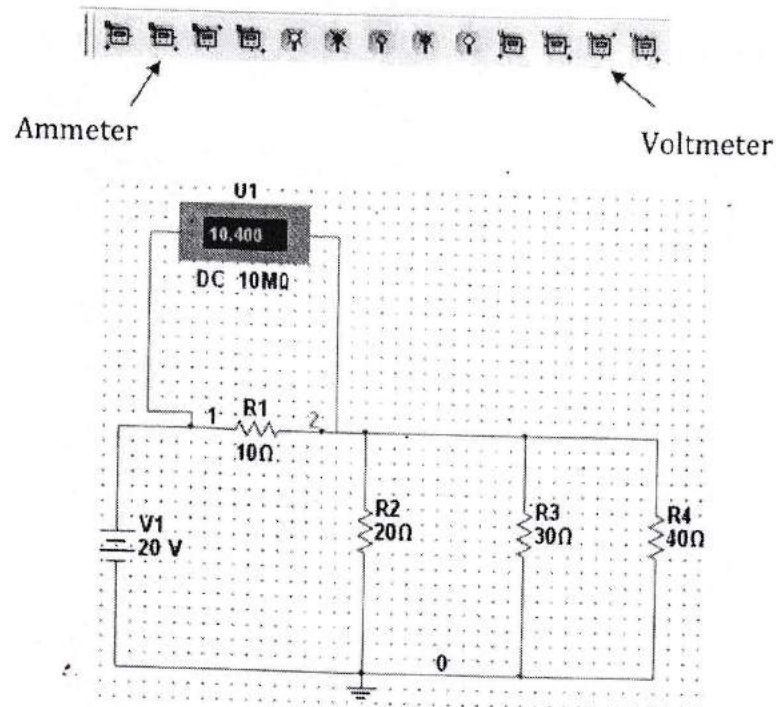 Ammeter
Voltmeter
U1
10.400
DC 10MΩ
1 R1 2
10Ω
V1
20 V
R2
20Ω
R3
30Ω
R4
40Ω
0